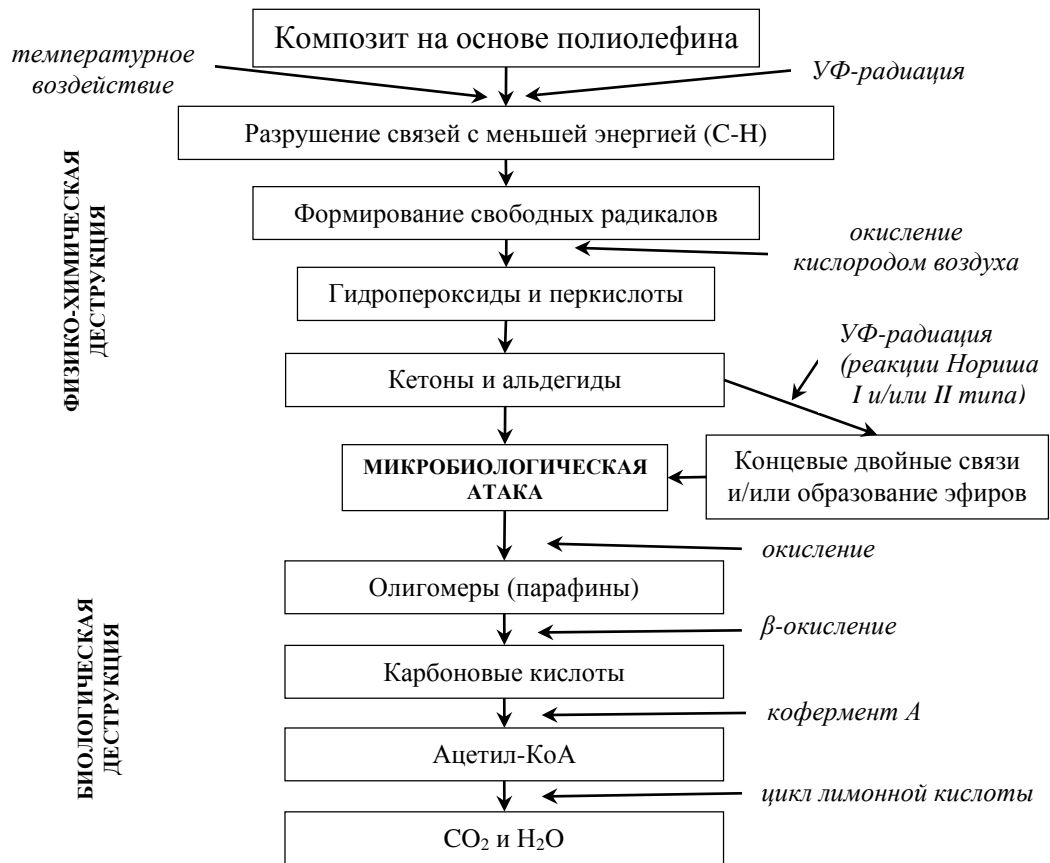 Композит на основе полиолефина
температурное
воздействие
УФ-радиация
Разрушение связей с меньшей энергией (С-Н)
Формирование свободных радикалов
окисление
кислородом воздуха
Гидропероксиды и перкислоты
УФ-радиация
(реакции Нориша
I и/или II типа)
Кетоны и альдегиды
ФИЗИКО-ХИМИЧЕСКАЯ
ДЕСТРУКЦИЯ
МИКРОБИОЛОГИЧЕСКАЯ
АТАКА
Концевые двойные связи
и/или образование эфиров
окисление
Олигомеры (парафины)
β-окисление
Карбоновые кислоты
кофермент А
Ацетил-КоА
цикл лимонной кислоты
CO₂ и H₂O
БИОЛОГИЧЕСКАЯ
ДЕСТРУКЦИЯ